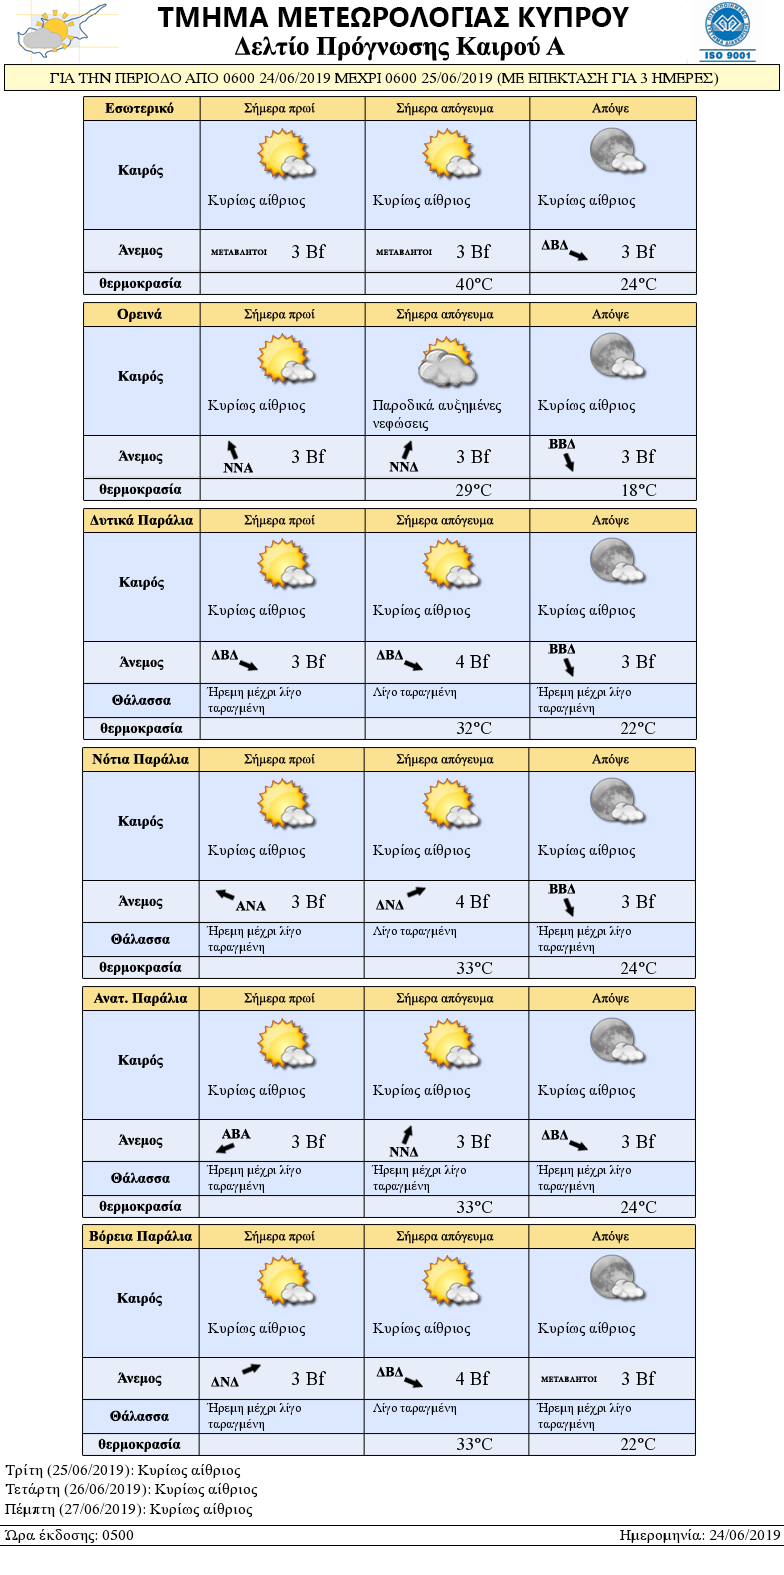 ΤΜΗΜΑ ΜΕΤΕΩΡΟΛΟΓΙΑΣ ΚΥΠΡΟΥ
Δελτίο Πρόγνωσης Καιρού Α
ISO 9001
ΓΙΑ ΤΗΝ ΠΕΡΙΟΔΟ ΑΠΟ 0600 24/06/2019 ΜΕΧΡΙ 0600 25/06/2019 (ΜΕ ΕΠΕΚΤΑΣΗ ΓΙΑ 3 ΗΜΕΡΕΣ)
Εσωτερικό Σήμερα πρωί Σήμερα απόγευμα Απόψε
Καιρός
Κυρίως αίθριος Κυρίως αίθριος Κυρίως αίθριος
Άνεμος ΜΕΤΑΒΛΗΤΟΙ 3 Bf ΜΕΤΑΒΛΗΤΟΙ 3 Bf ΔΒΔ 3 Bf
θερμοκρασία 40°C 24°C
Ορεινά Σήμερα πρωί Σήμερα απόγευμα Απόψε
Καιρός
Κυρίως αίθριος Παροδικά αυξημένες Κυρίως αίθριος
νεφώσεις
Άνεμος ΝΝΑ 3 Bf ΝΝΔ 3 Bf ΒΒΔ 3 Bf
θερμοκρασία 29°C 18°C
Δυτικά Παράλια Σήμερα πρωί Σήμερα απόγευμα Απόψε
Καιρός
Κυρίως αίθριος Κυρίως αίθριος Κυρίως αίθριος
Άνεμος ΔΒΔ 3 Bf ΔΒΔ 4 Bf ΒΒΔ 3 Bf
Θάλασσα Ήρεμη μέχρι λίγο Λίγο ταραγμένη Ήρεμη μέχρι λίγο
ταραγμένη ταραγμένη
θερμοκρασία 32°C 22°C
Νότια Παράλια Σήμερα πρωί Σήμερα απόγευμα Απόψε
Καιρός
Κυρίως αίθριος Κυρίως αίθριος Κυρίως αίθριος
Άνεμος ΑΝΑ 3 Bf ΔΝΔ 4 Bf ΒΒΔ 3 Bf
Θάλασσα Ήρεμη μέχρι λίγο Λίγο ταραγμένη Ήρεμη μέχρι λίγο
ταραγμένη ταραγμένη
θερμοκρασία 33°C 24°C
Ανατ. Παράλια Σήμερα πρωί Σήμερα απόγευμα Απόψε
Καιρός
Κυρίως αίθριος Κυρίως αίθριος Κυρίως αίθριος
Άνεμος ΑΒΑ 3 Bf ΝΝΔ 3 Bf ΔΒΔ 3 Bf
Θάλασσα Ήρεμη μέχρι λίγο Ήρεμη μέχρι λίγο Ήρεμη μέχρι λίγο
ταραγμένη ταραγμένη ταραγμένη
θερμοκρασία 33°C 24°C
Βόρεια Παράλια Σήμερα πρωί Σήμερα απόγευμα Απόψε
Καιρός
Κυρίως αίθριος Κυρίως αίθριος Κυρίως αίθριος
Άνεμος ΔΝΔ 3 Bf ΔΒΔ 4 Bf ΜΕΤΑΒΛΗΤΟΙ 3 Bf
Θάλασσα Ήρεμη μέχρι λίγο Λίγο ταραγμένη Ήρεμη μέχρι λίγο
ταραγμένη ταραγμένη
θερμοκρασία 33°C 22°C
Τρίτη (25/06/2019): Κυρίως αίθριος
Τετάρτη (26/06/2019): Κυρίως αίθριος
Πέμπτη (27/06/2019): Κυρίως αίθριος
Ώρα έκδοσης: 0500 Ημερομηνία: 24/06/2019